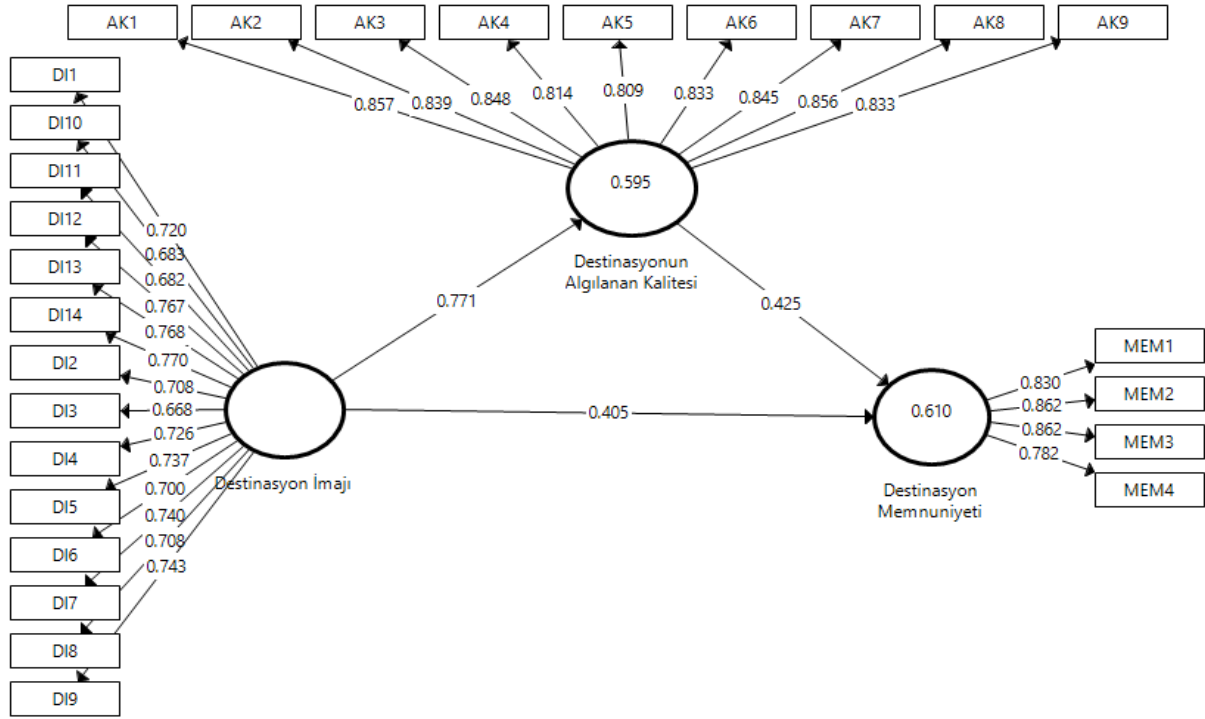 AK1 AK2 AK3 AK4 AK5 AK6 AK7 AK8 AK9
0.857 0.839 0.848 0.814 0.809 0.833 0.845 0.856 0.833
0.595
Destinasyonun
Algılanan Kalitesi
DI1
DI10
DI11
DI12
DI13
DI14
DI2
DI3
DI4
DI5
DI6
DI7
DI8
DI9
0.720
0.683
0.682
0.767
0.768
0.770
0.708
0.668
0.726
0.737
0.700
0.740
0.708
0.743
Destinasyon İmajı
0.771
0.425
0.405
0.610
Destinasyon
Memnuniyeti
0.830
0.862
0.862
0.782
MEM1
MEM2
MEM3
MEM4